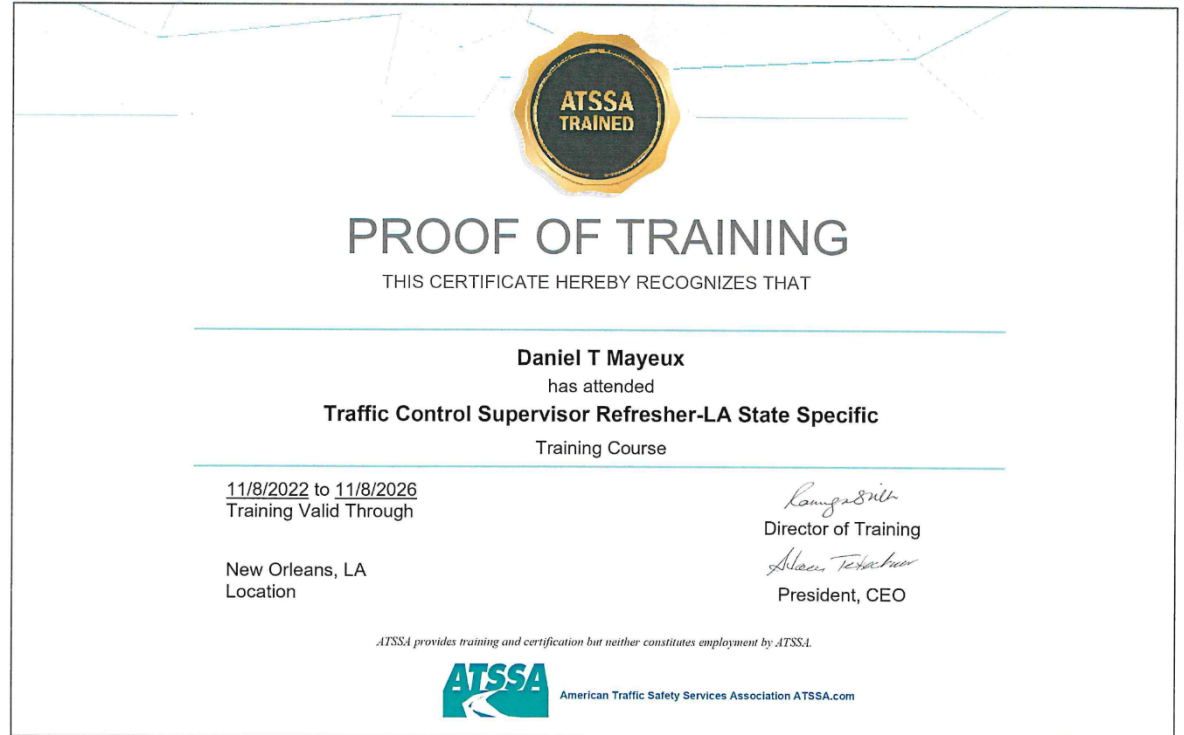 ATSSA
TRAINED
PROOF OF TRAINING
THIS CERTIFICATE HEREBY RECOGNIZES THAT
Daniel T Mayeux
has attended
Traffic Control Supervisor Refresher-LA State Specific
Training Course
11/8/2022 to 11/8/2026
Training Valid Through
Director of Training
New Orleans, LA
Location
President, CEO
ATSSA provides training and certification but neither constitutes employment by ATSSA.
ATSSA
American Traffic Safety Services Association ATSSA.com